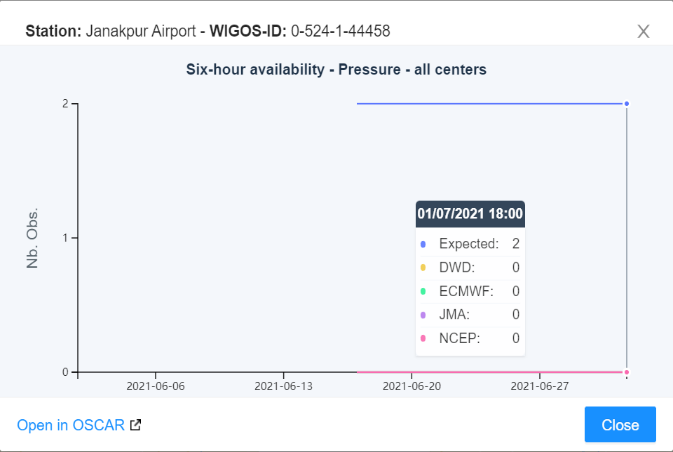 Station: Janakpur Airport - WIGOS-ID: 0-524-1-44458
X
Six-hour availability - Pressure - all centers
Nb. Obs.
2
1
0
01/07/2021 18:00
Expected: 2
DWD: 0
ECMWF: 0
JMA: 0
NCEP: 0
2021-06-06 2021-06-13 2021-06-20 2021-06-27
Open in OSCAR
Close